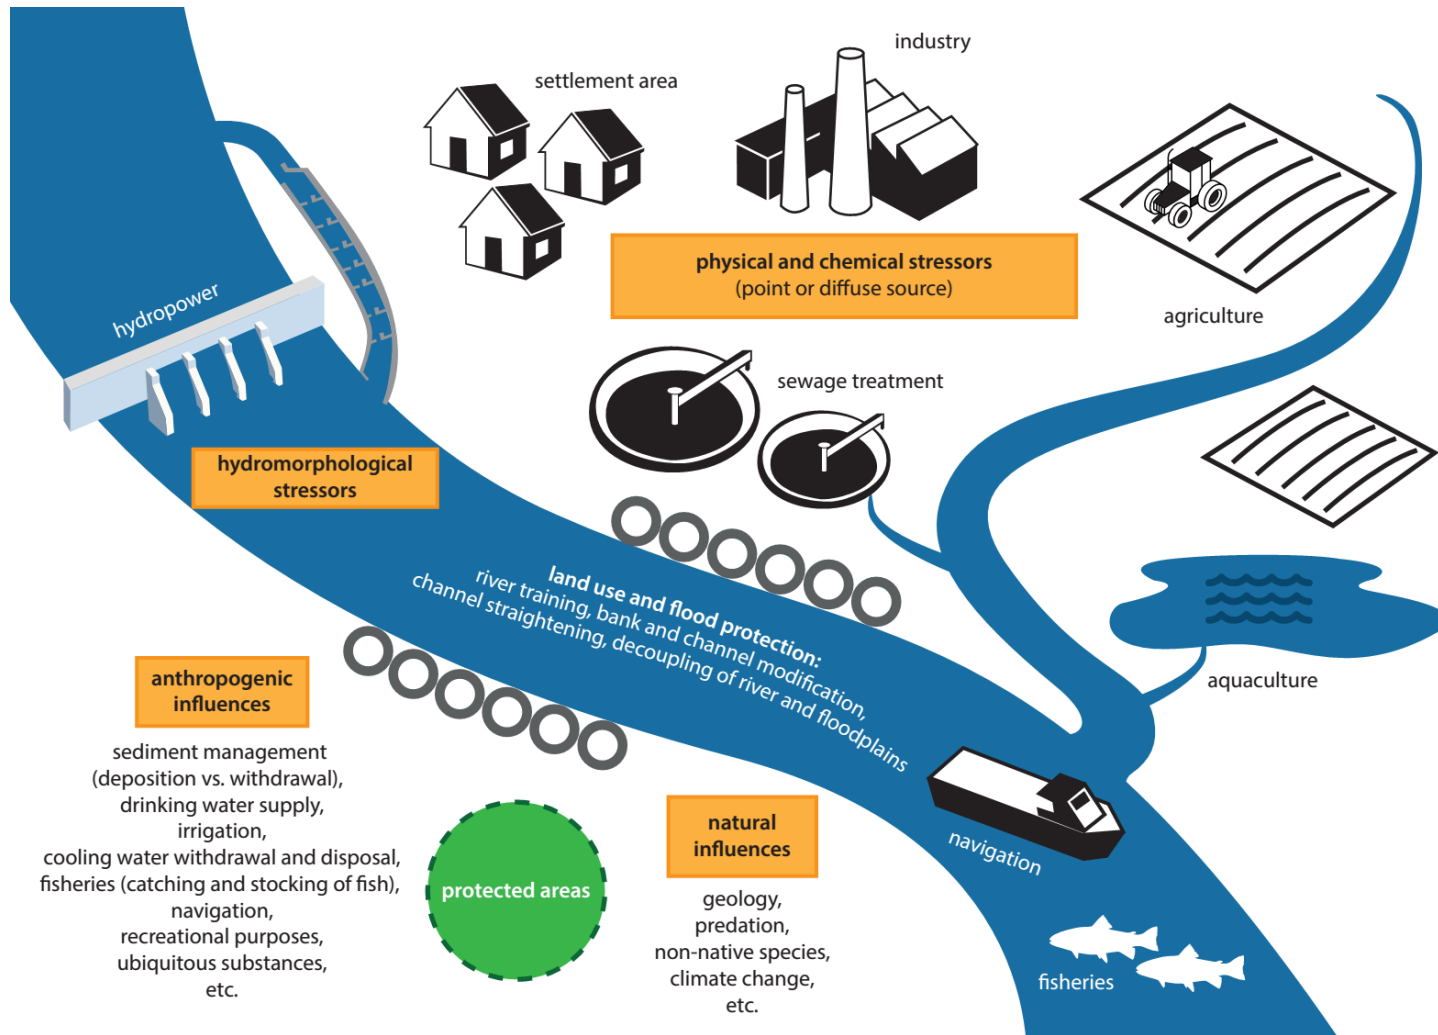 industry
settlement area
physical and chemical stressors
(point or diffuse source)
agriculture
hydropower
sewage treatment
hydromorphological
stressors
land use and flood protection:
river training, bank and channel modification,
channel straightening, decoupling of river and floodplains
aquaculture
anthropogenic
influences
sediment management
(deposition vs. withdrawal),
drinking water supply,
irrigation,
cooling water withdrawal and disposal,
fisheries (catching and stocking of fish),
navigation,
recreational purposes,
ubiquitous substances,
etc.
protected areas
natural
influences
geology,
predation,
non-native species,
climate change,
etc.
navigation
fisheries